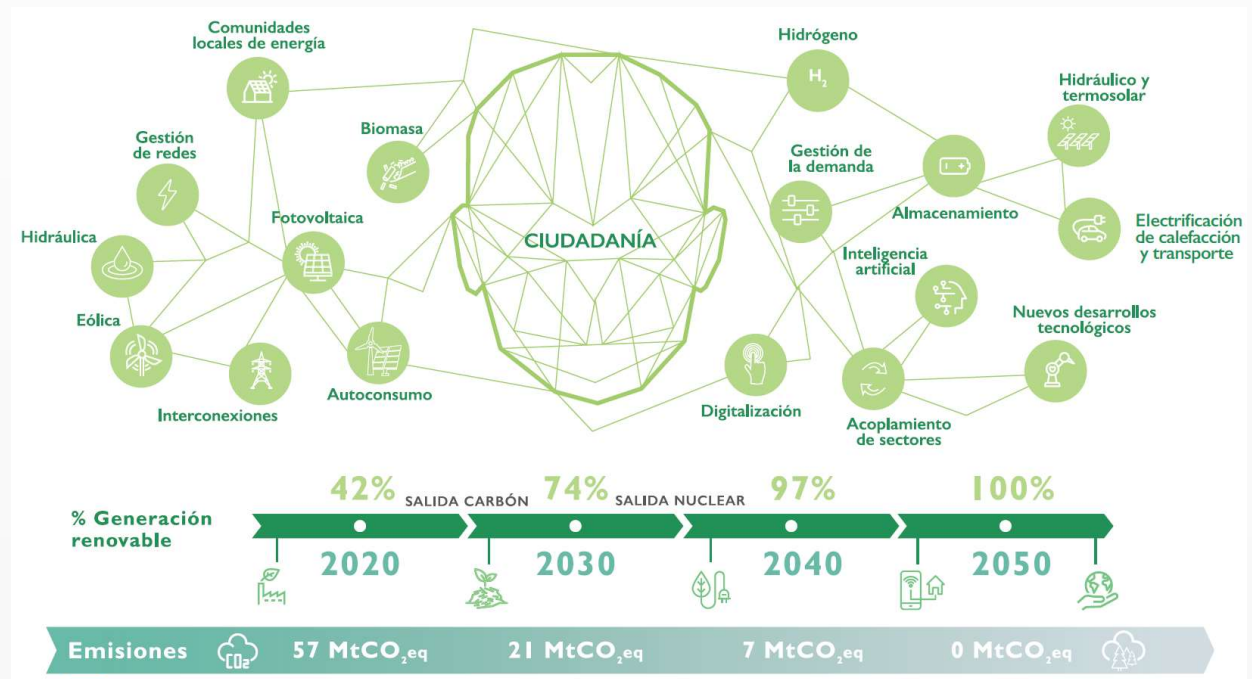 Comunidades
locales de energía
Gestión
de redes
Biomasa
Fotovoltaica
Hidráulica
Eólica
Interconexiones
Autoconsumo
CIUDADANÍA
Hidrógeno
H₂
Hidráulico y
termosolar
Gestión de
la demanda
Almacenamiento
Electrificación
de calefacción
y transporte
Inteligencia
artificial
Nuevos desarrollos
tecnológicos
Digitalización
Acoplamiento
de sectores
% Generación
renovable
42% SALIDA CARBÓN 74% SALIDA NUCLEAR 97% 100%
2020 2030 2040 2050
Emisiones CO₂ 57 MtCO₂eq 21 MtCO₂eq 7 MtCO₂eq 0 MtCO₂eq